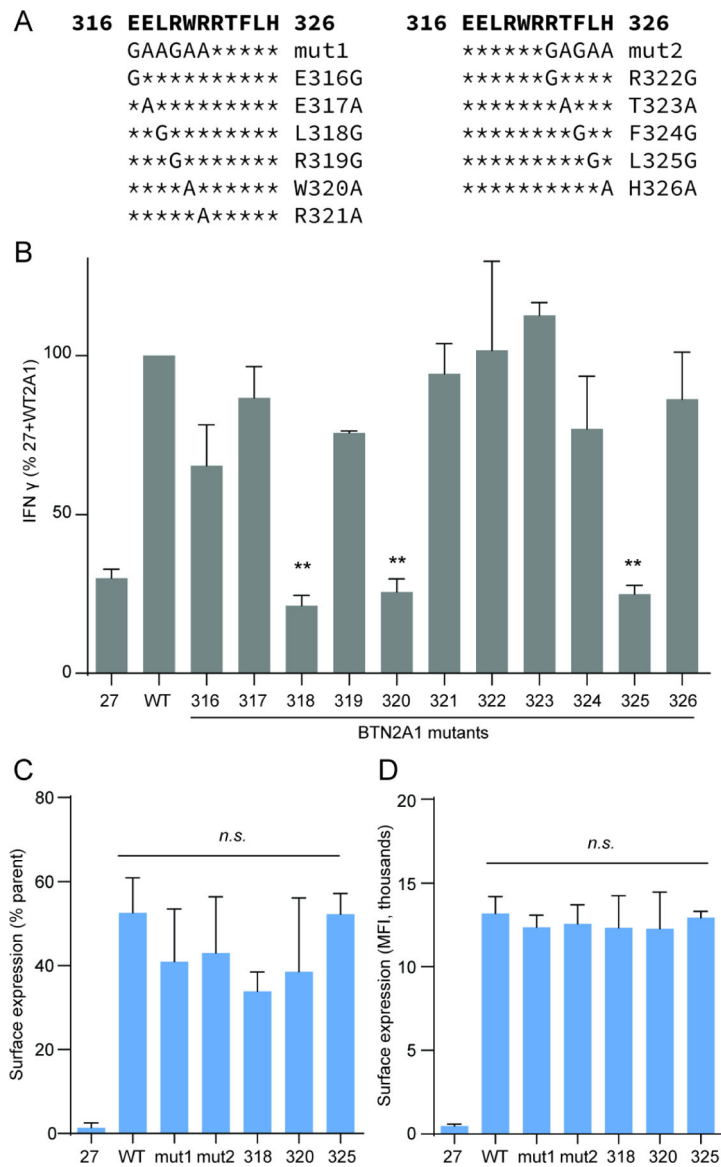 A
316 EELRWRRTFLH 326
GAAGAA***** mut1
G********** E316G
*A********* E317A
**G******** L318G
***G******* R319G
****A****** W320A
*****A***** R321A
316 EELRWRRTFLH 326
******GAGAA mut2
******G**** R322G
*******A*** T323A
********G** F324G
*********G* L325G
**********A H326A
B
IFN γ (% 27+WT2A1)
100
50
0
** ** **
27 WT 316 317 318 319 320 321 322 323 324 325 326
BTN2A1 mutants
C
Surface expression (% parent)
80
60
40
20
0
n.s.
27 WT mut1 mut2 318 320 325
D
Surface expression (MFI, thousands)
20
15
10
5
0
n.s.
27 WT mut1 mut2 318 320 325